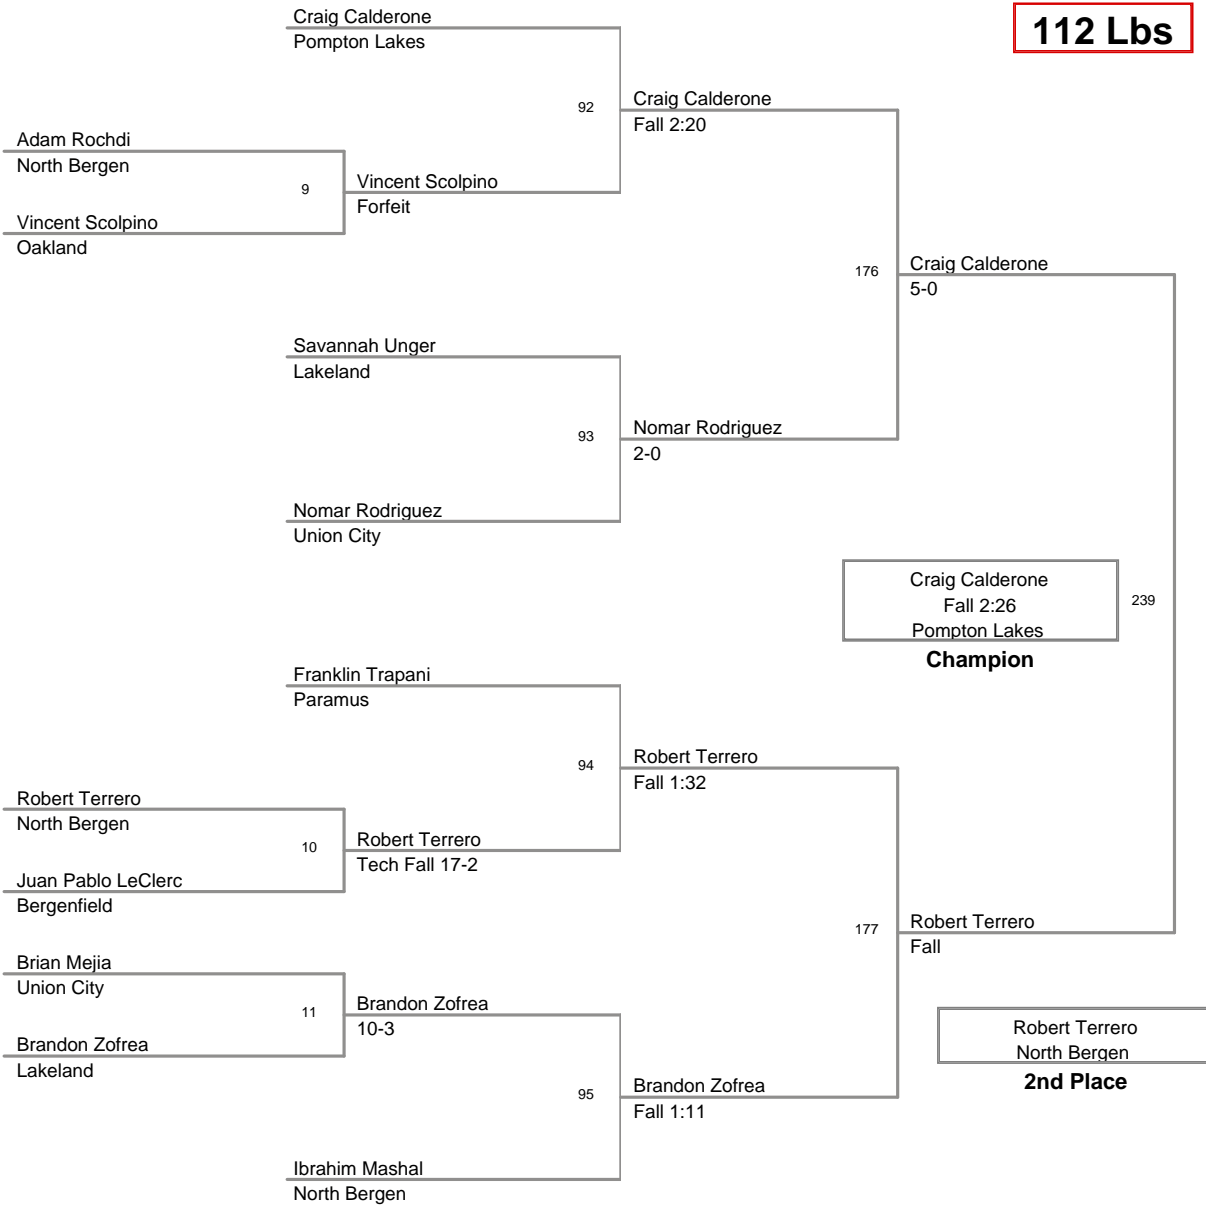 Craig Calderone
Pompton Lakes
112 Lbs
92
Craig Calderone
Fall 2:20
Adam Rochdi
North Bergen
9
Vincent Scolpino
Forfeit
Vincent Scolpino
Oakland
176
Craig Calderone
5-0
Savannah Unger
Lakeland
93
Nomar Rodriguez
2-0
Nomar Rodriguez
Union City
Craig Calderone
Fall 2:26
Pompton Lakes
Champion
239
Franklin Trapani
Paramus
94
Robert Terrero
Fall 1:32
Robert Terrero
North Bergen
10
Robert Terrero
Tech Fall 17-2
Juan Pablo LeClerc
Bergenfield
177
Robert Terrero
Fall
Brian Mejia
Union City
11
Brandon Zofrea
10-3
Brandon Zofrea
Lakeland
Robert Terrero
North Bergen
2nd Place
95
Brandon Zofrea
Fall 1:11
Ibrahim Mashal
North Bergen